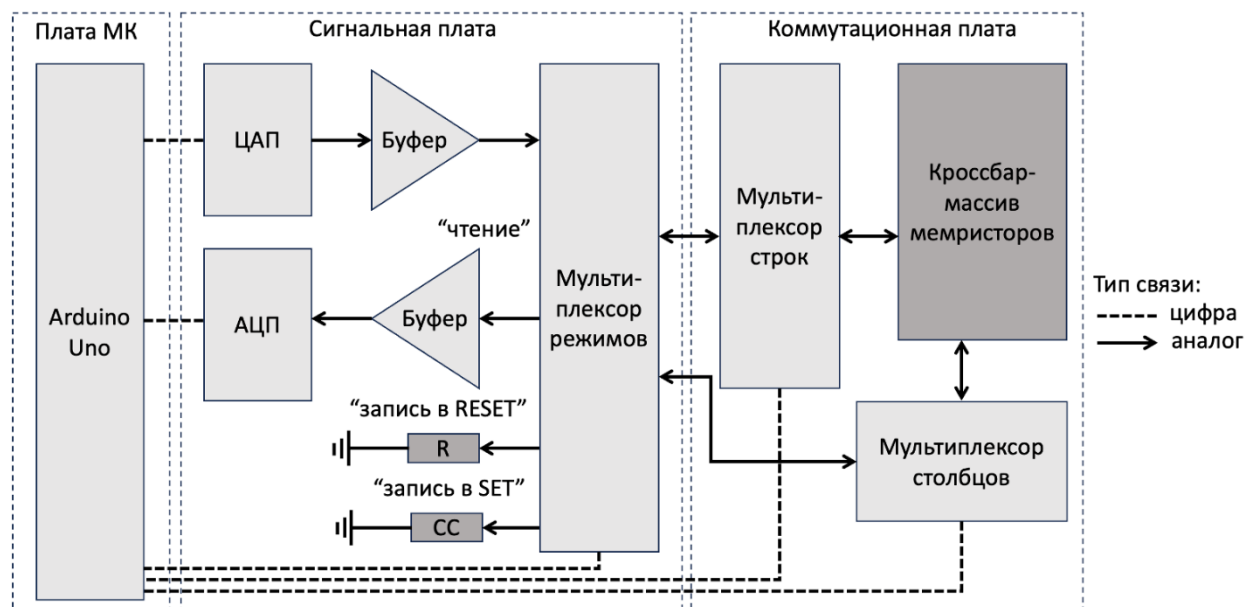 Плата МК
Сигнальная плата
Коммутационная плата
Arduino
Uno
ЦАП
Буфер
“чтение”
АЦП
Буфер
“запись в RESET”
R
“запись в SET”
CC
Мульти-
плексор
режимов
Мульти-
плексор
строк
Кроссбар-
массив
мемристоров
Мультиплексор
столбцов
Тип связи:
цифра
аналог